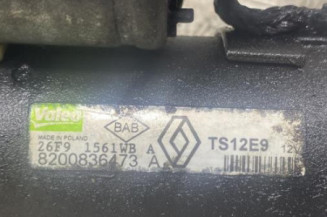 Valeo
MADE IN POLAND
BAB
TS12E9
12V
26F9 1561WB A
8200836473 A